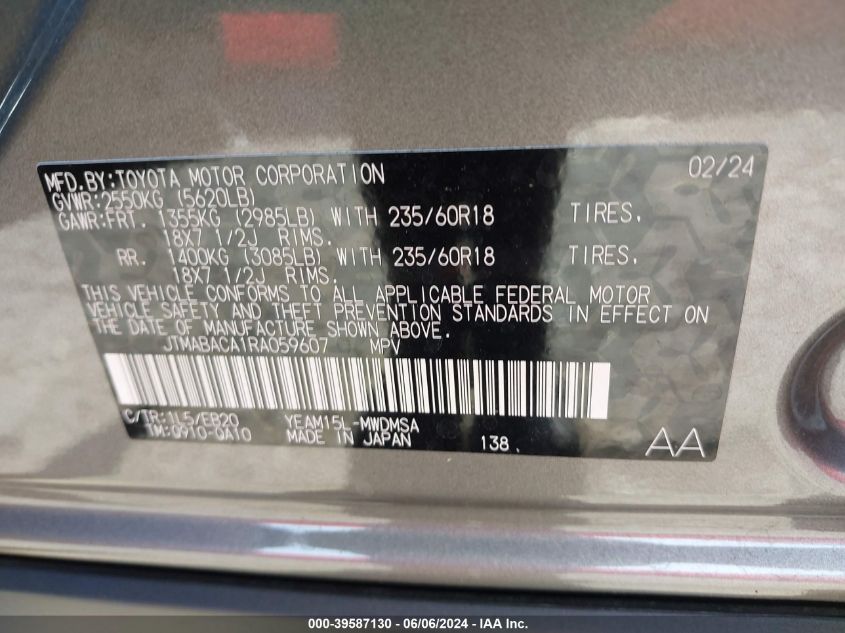 MFD.BY:TOYOTA MOTOR CORPORATION 02/24
GVWR:2550KG (5620LB)
GAWR:FRT. 1355KG (2985LB) WITH 235/60R18 TIRES.
18X7 1/2J RIMS.
RR. 1400KG (3085LB) WITH 235/60R18 TIRES.
18X7 1/2J RIMS.
THIS VEHICLE CONFORMS TO ALL APPLICABLE FEDERAL MOTOR
VEHICLE SAFETY AND THEFT PREVENTION STANDARDS IN EFFECT ON
THE DATE OF MANUFACTURE SHOWN ABOVE.
JTMABACA1RA059607 MPV
C/TR:1L5/EB20 YEAM15L-MWDMSA
TM:Q910-0A10 MADE IN JAPAN 138. AA
000-39587130 - 06/06/2024 - IAA Inc.